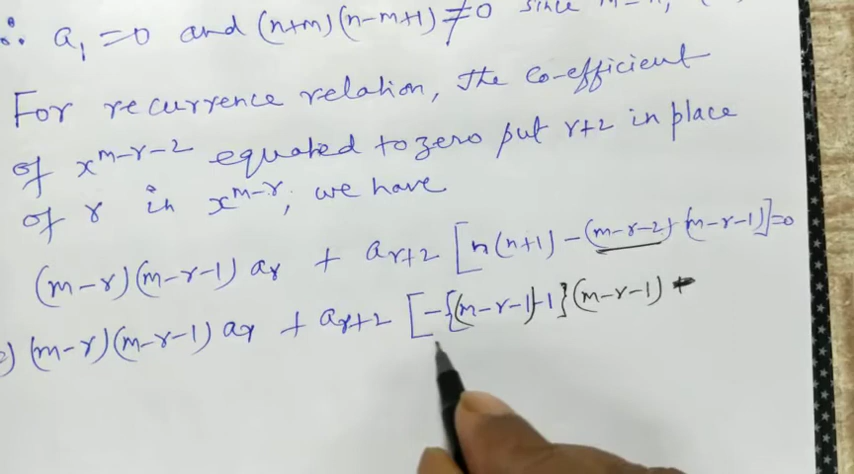 ∴ a₁ = 0 and (n+m)(n-m+1) ≠ 0 since
For recurrence relation, the Co-efficient
of x^{m-r-2} equated to zero put r+2 in place
of r in x^{m-r}, we have
(m-r)(m-r-1) a_r + a_{r+2} [n(n+1) - (m-r-2)(m-r-1)] = 0
(m-r)(m-r-1) a_r + a_{r+2} [-{(m-r-1)-1}(m-r-1) +